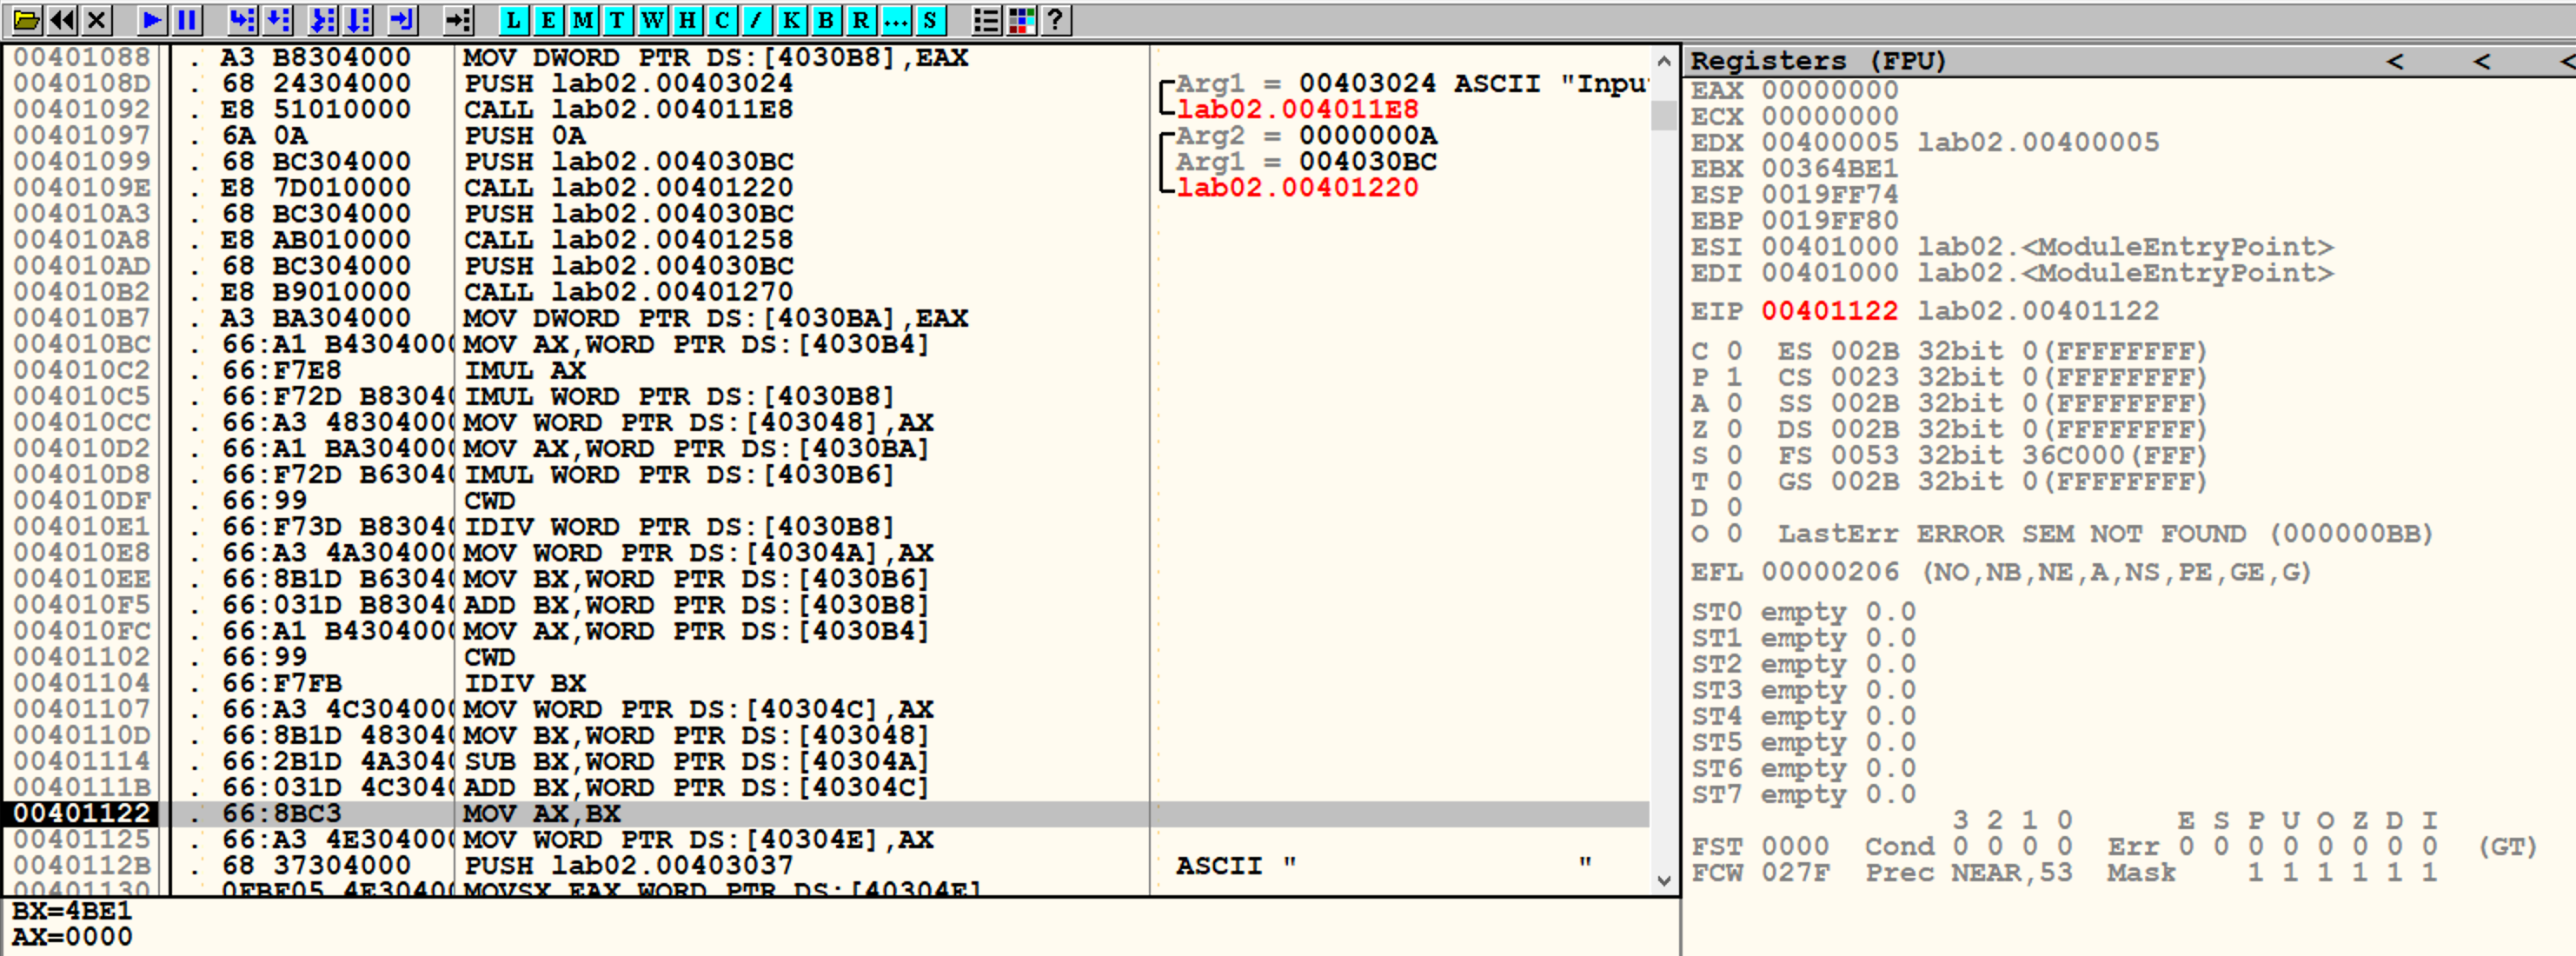 L E M T W H C / K B R ... S ?
00401088 . A3 B8304000 MOV DWORD PTR DS:[4030B8],EAX
0040108D . 68 24304000 PUSH lab02.00403024 Arg1 = 00403024 ASCII "Inpu
00401092 . E8 51010000 CALL lab02.004011E8 lab02.004011E8
00401097 . 6A 0A PUSH 0A Arg2 = 0000000A
00401099 . 68 BC304000 PUSH lab02.004030BC Arg1 = 004030BC
0040109E . E8 7D010000 CALL lab02.00401220 lab02.00401220
004010A3 . 68 BC304000 PUSH lab02.004030BC
004010A8 . E8 AB010000 CALL lab02.00401258
004010AD . 68 BC304000 PUSH lab02.004030BC
004010B2 . E8 B9010000 CALL lab02.00401270
004010B7 . A3 BA304000 MOV DWORD PTR DS:[4030BA],EAX
004010BC . 66:A1 B4304000 MOV AX,WORD PTR DS:[4030B4]
004010C2 . 66:F7E8 IMUL AX
004010C5 . 66:F72D B83040 IMUL WORD PTR DS:[4030B8]
004010CC . 66:A3 48304000 MOV WORD PTR DS:[403048],AX
004010D2 . 66:A1 BA304000 MOV AX,WORD PTR DS:[4030BA]
004010D8 . 66:F72D B63040 IMUL WORD PTR DS:[4030B6]
004010DF . 66:99 CWD
004010E1 . 66:F73D B83040 IDIV WORD PTR DS:[4030B8]
004010E8 . 66:A3 4A304000 MOV WORD PTR DS:[40304A],AX
004010EE . 66:8B1D B63040 MOV BX,WORD PTR DS:[4030B6]
004010F5 . 66:031D B83040 ADD BX,WORD PTR DS:[4030B8]
004010FC . 66:A1 B4304000 MOV AX,WORD PTR DS:[4030B4]
00401102 . 66:99 CWD
00401104 . 66:F7FB IDIV BX
00401107 . 66:A3 4C304000 MOV WORD PTR DS:[40304C],AX
0040110D . 66:8B1D 483040 MOV BX,WORD PTR DS:[403048]
00401114 . 66:2B1D 4A3040 SUB BX,WORD PTR DS:[40304A]
0040111B . 66:031D 4C3040 ADD BX,WORD PTR DS:[40304C]
00401122 . 66:8BC3 MOV AX,BX
00401125 . 66:A3 4E304000 MOV WORD PTR DS:[40304E],AX
0040112B . 68 37304000 PUSH lab02.00403037 ASCII " "
00401130 . 0FBF05 4E30400 MOVSX EAX,WORD PTR DS:[40304E]
BX=4BE1
AX=0000
Registers (FPU) < < <
EAX 00000000
ECX 00000000
EDX 00400005 lab02.00400005
EBX 00364BE1
ESP 0019FF74
EBP 0019FF80
ESI 00401000 lab02.<ModuleEntryPoint>
EDI 00401000 lab02.<ModuleEntryPoint>
EIP 00401122 lab02.00401122
C 0 ES 002B 32bit 0(FFFFFFFF)
P 1 CS 0023 32bit 0(FFFFFFFF)
A 0 SS 002B 32bit 0(FFFFFFFF)
Z 0 DS 002B 32bit 0(FFFFFFFF)
S 0 FS 0053 32bit 36C000(FFF)
T 0 GS 002B 32bit 0(FFFFFFFF)
D 0
O 0 LastErr ERROR SEM NOT FOUND (000000BB)
EFL 00000206 (NO,NB,NE,A,NS,PE,GE,G)
ST0 empty 0.0
ST1 empty 0.0
ST2 empty 0.0
ST3 empty 0.0
ST4 empty 0.0
ST5 empty 0.0
ST6 empty 0.0
ST7 empty 0.0
3 2 1 0 E S P U O Z D I
FST 0000 Cond 0 0 0 0 Err 0 0 0 0 0 0 0 0 (GT)
FCW 027F Prec NEAR,53 Mask 1 1 1 1 1 1